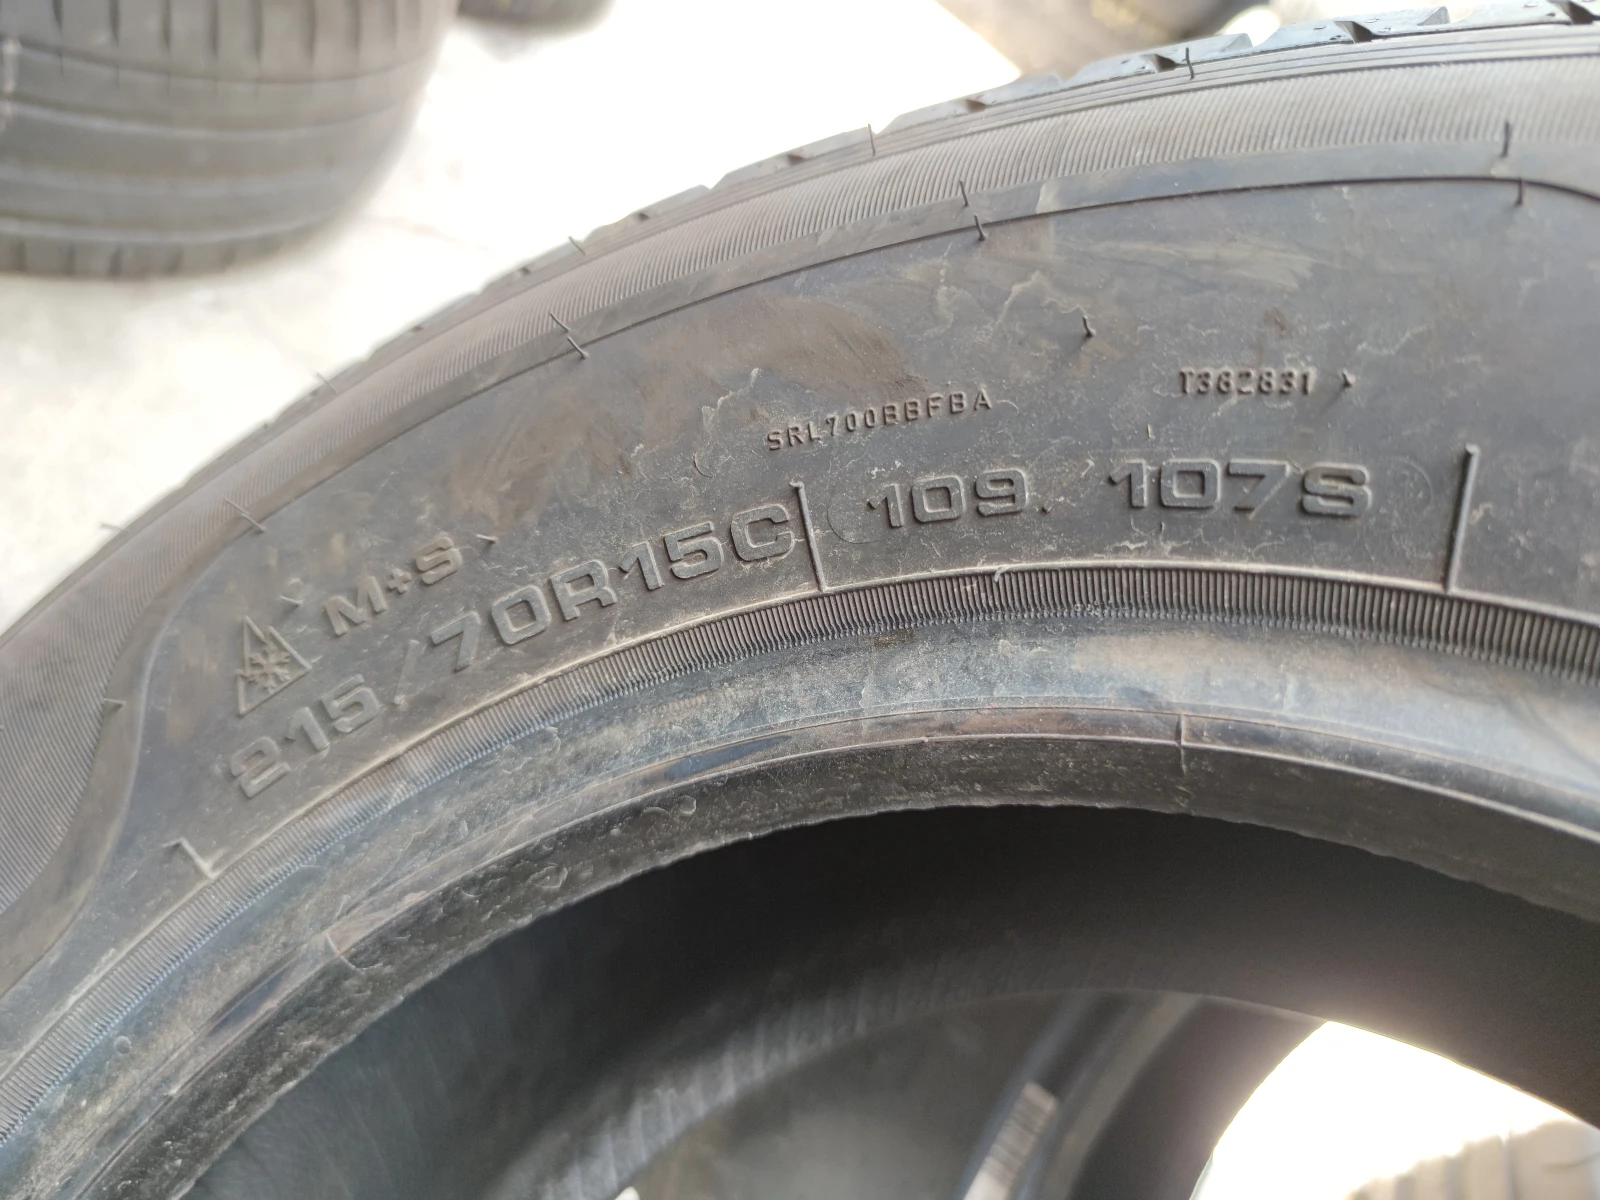 SRL700BBFBA
T362831
M+S
215/70R15C 109. 107S